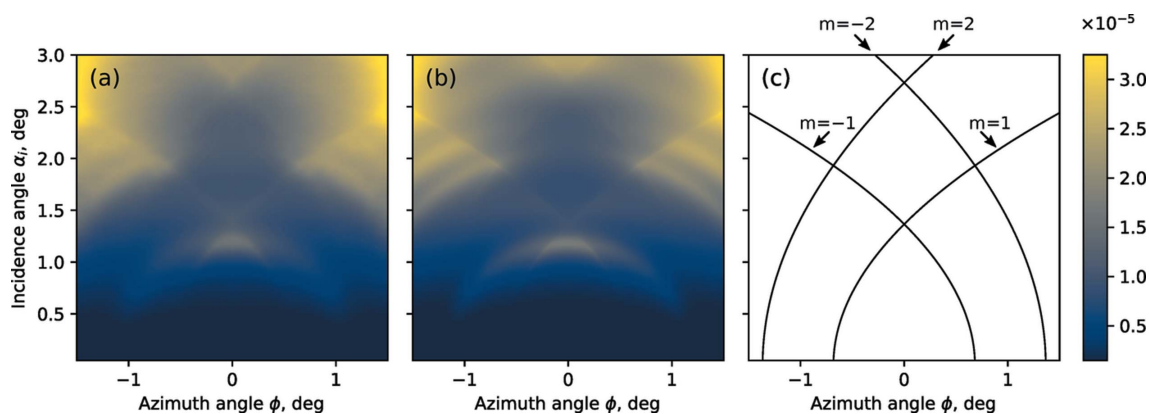 m=−2
m=2
×10⁻⁵
3.0
2.5
2.0
1.5
1.0
0.5
Incidence angle αᵢ, deg
(a)
(b)
(c)
m=−1
m=1
3.0
2.5
2.0
1.5
1.0
0.5
−1
0
1
−1
0
1
−1
0
1
Azimuth angle ϕ, deg
Azimuth angle ϕ, deg
Azimuth angle ϕ, deg